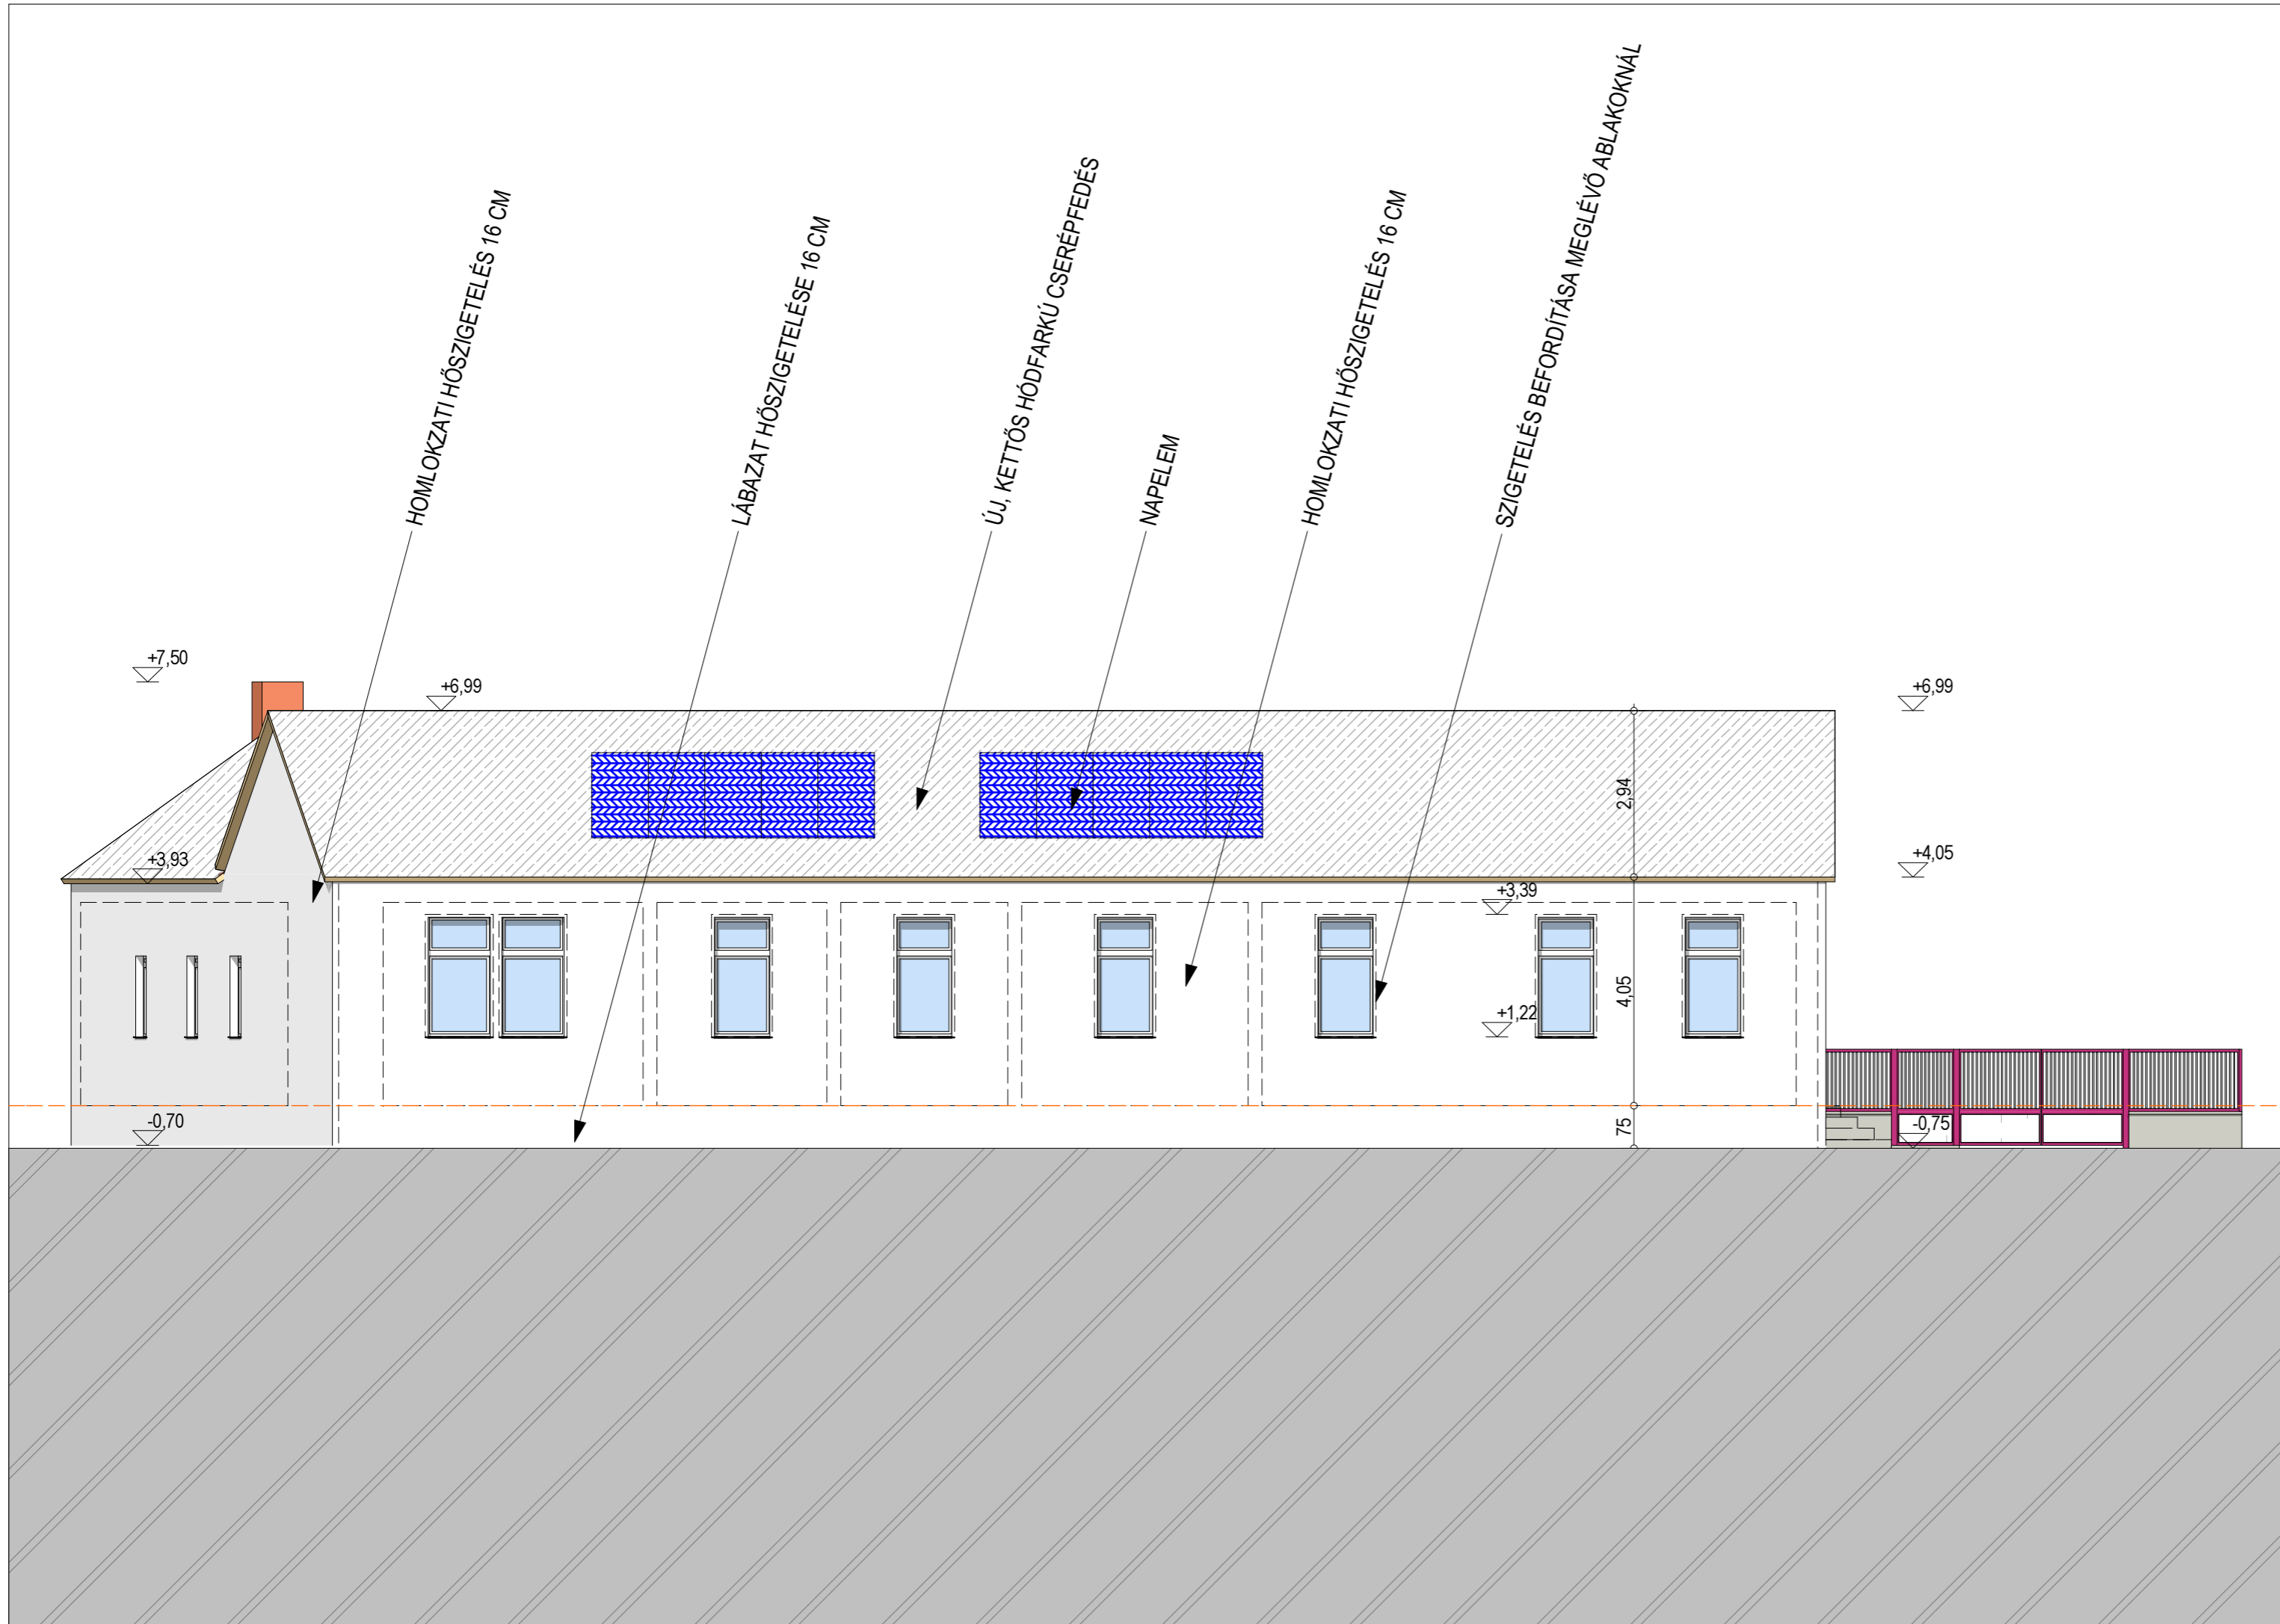 HOMLOKZATI HŐSZIGETELÉS 16 CM
LÁBAZAT HŐSZIGETELÉSE 16 CM
ÚJ, KETTŐS HÓDFARKÚ CSERÉPFEDÉS
NAPELEM
HOMLOKZATI HŐSZIGETELÉS 16 CM
SZIGETELÉS BEFORDÍTÁSA MEGLÉVŐ ABLAKOKNÁL
+7,50
+6,99
+6,99
2,94
+3,93
+4,05
+3,39
4,05
+1,22
-0,70
75
-0,75